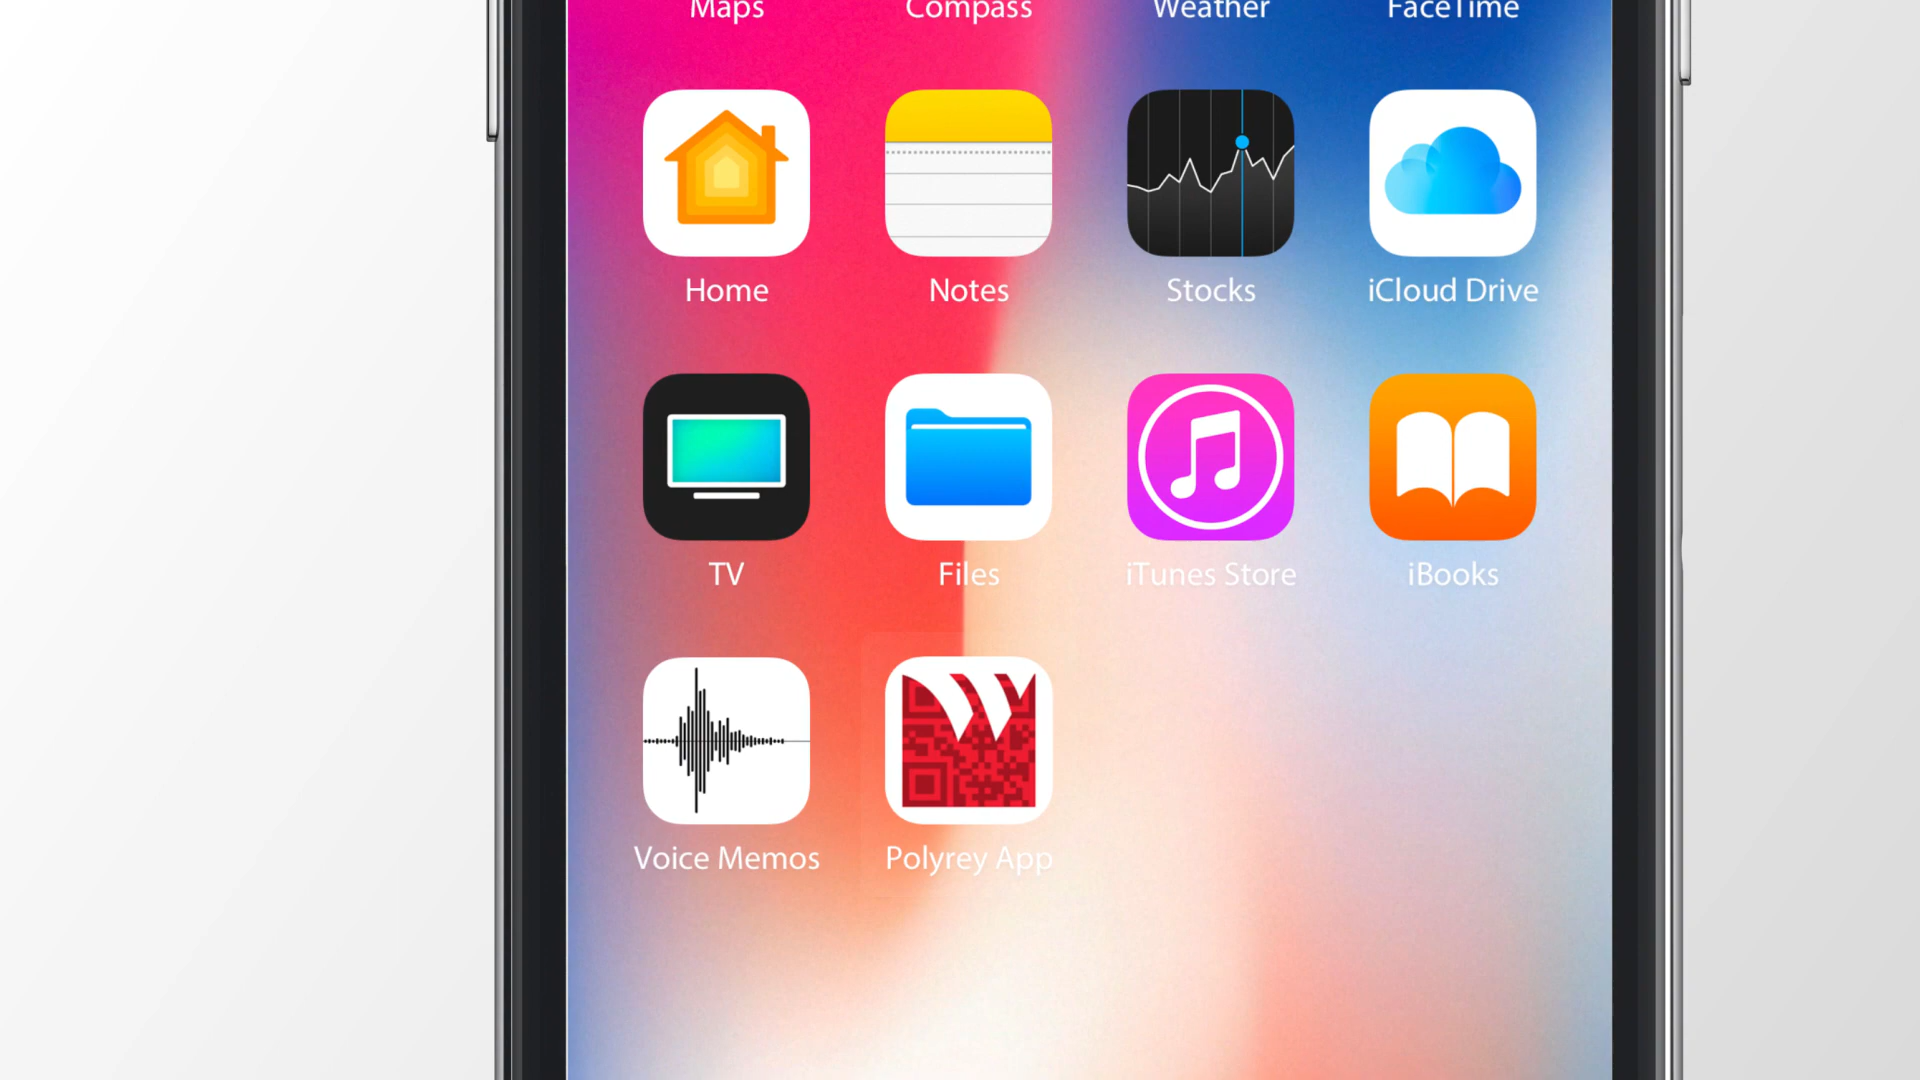 Maps
Compass
Weather
FaceTime
Home
Notes
Stocks
iCloud Drive
TV
Files
iTunes Store
iBooks
Voice Memos
Polyrey App